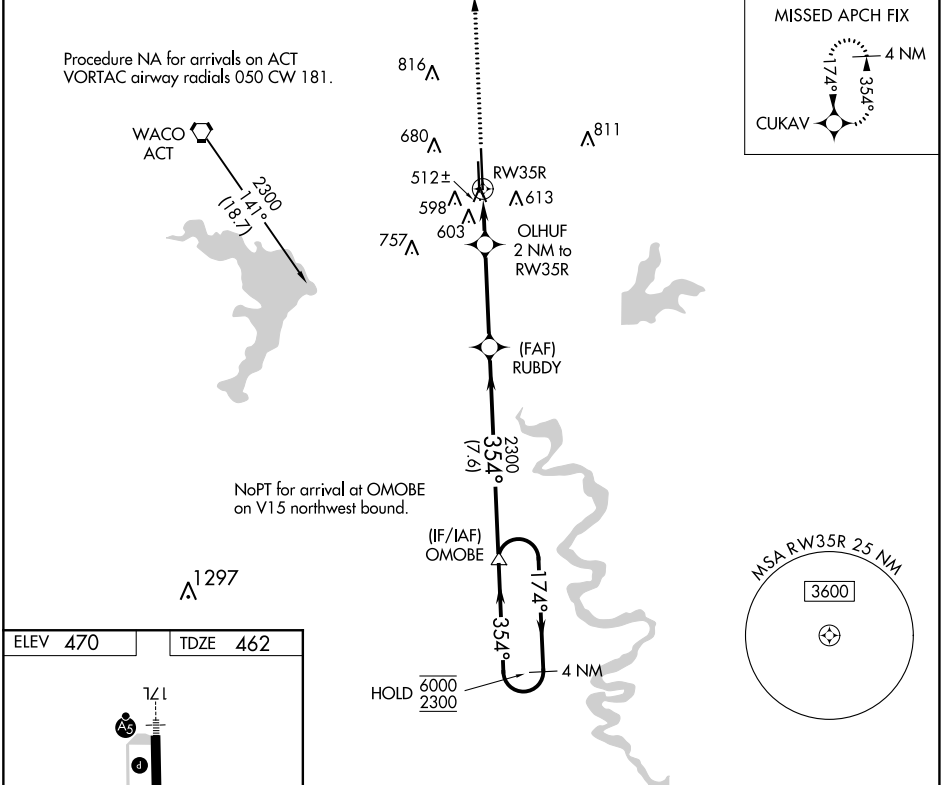 MISSED APCH FIX
4 NM
174°
354°
CUKAV
Procedure NA for arrivals on ACT
VORTAC airway radials 050 CW 181.
WACO
ACT
2300
141°
(18.7)
816
680
811
512±
RW35R
598
613
603
757
OLHUF
2 NM to
RW35R
(FAF)
RUBDY
2300
354°
(7.6)
NoPT for arrival at OMOBE
on V15 northwest bound.
(IF/IAF)
OMOBE
174°
354°
4 NM
HOLD 6000
2300
1297
MSA RW35R 25 NM
3600
ELEV 470
TDZE 462
17L
A5
P